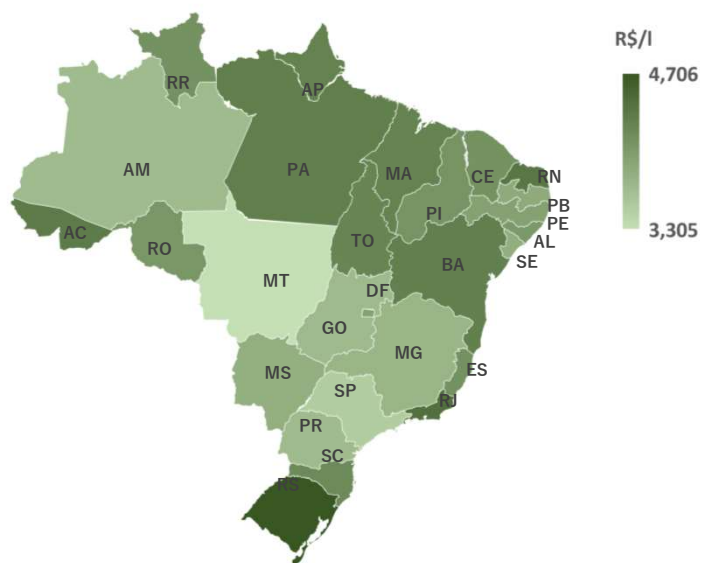 R$/l
4,706
3,305
RR
AP
AM
PA
MA
CE
RN
PI
PB
PE
AL
SE
AC
RO
TO
BA
MT
DF
GO
MG
MS
ES
SP
RJ
PR
SC
RS